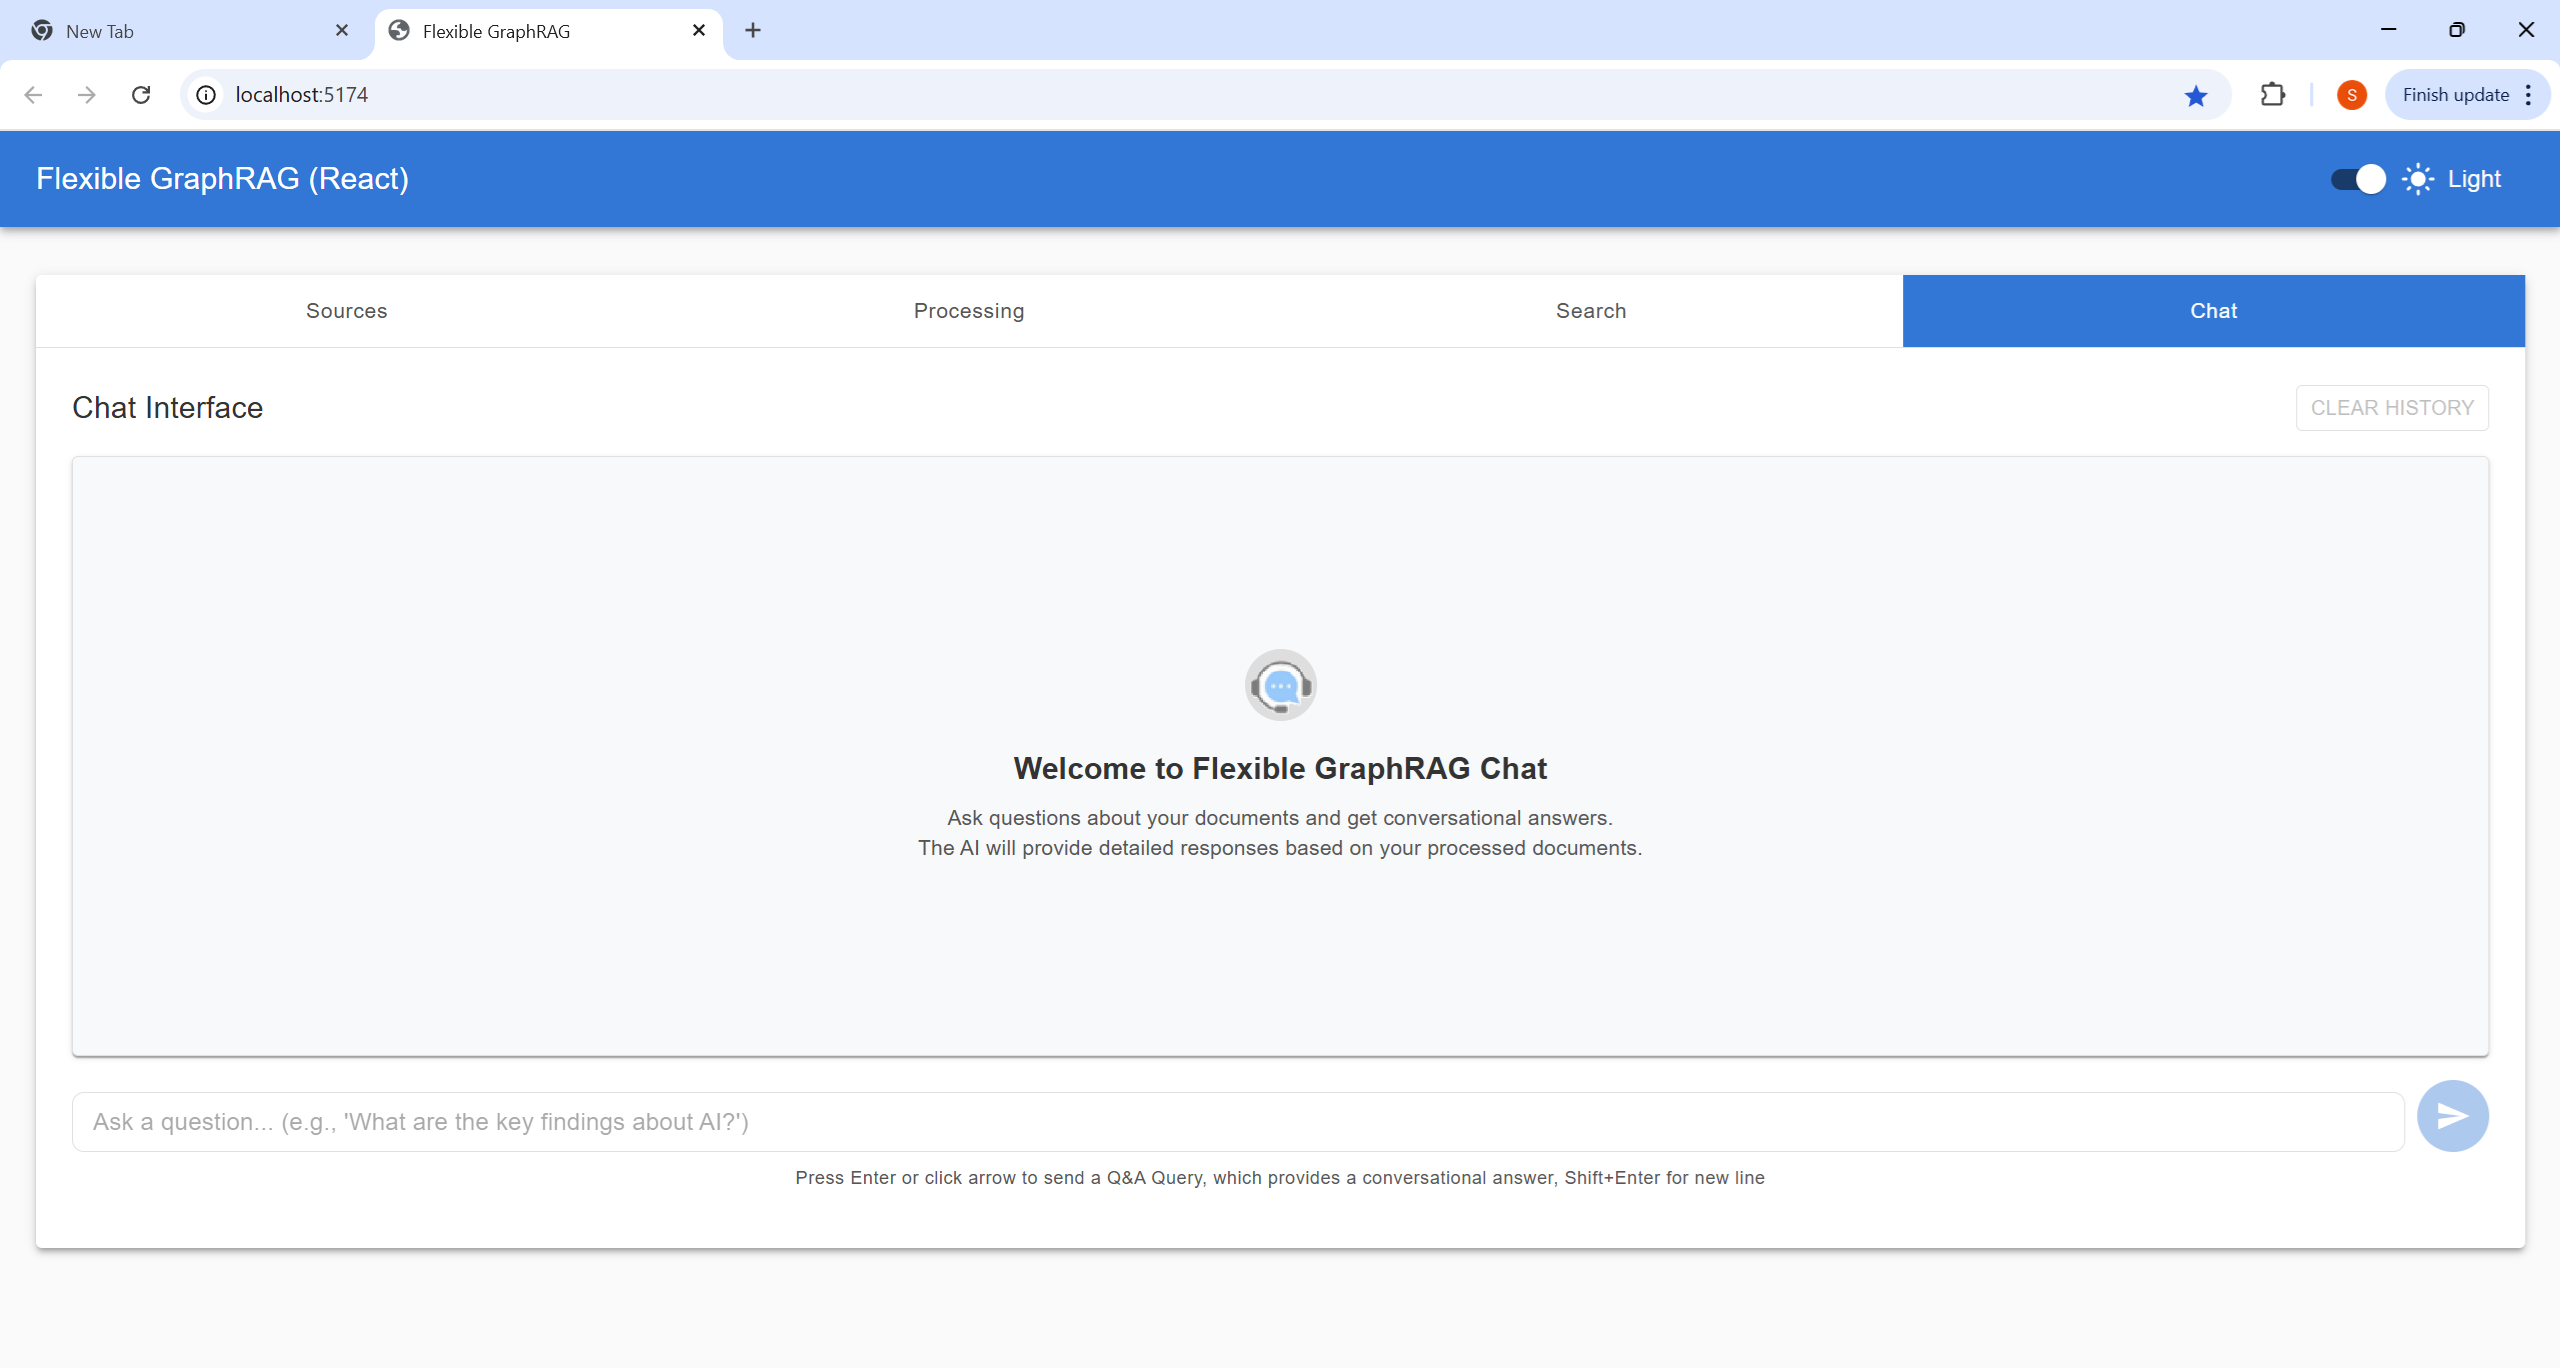 New Tab
Flexible GraphRAG
localhost:5174
S
Finish update
Flexible GraphRAG (React)
Light
Sources
Processing
Search
Chat
Chat Interface
CLEAR HISTORY
Welcome to Flexible GraphRAG Chat
Ask questions about your documents and get conversational answers.
The AI will provide detailed responses based on your processed documents.
Ask a question... (e.g., 'What are the key findings about AI?')
Press Enter or click arrow to send a Q&A Query, which provides a conversational answer, Shift+Enter for new line